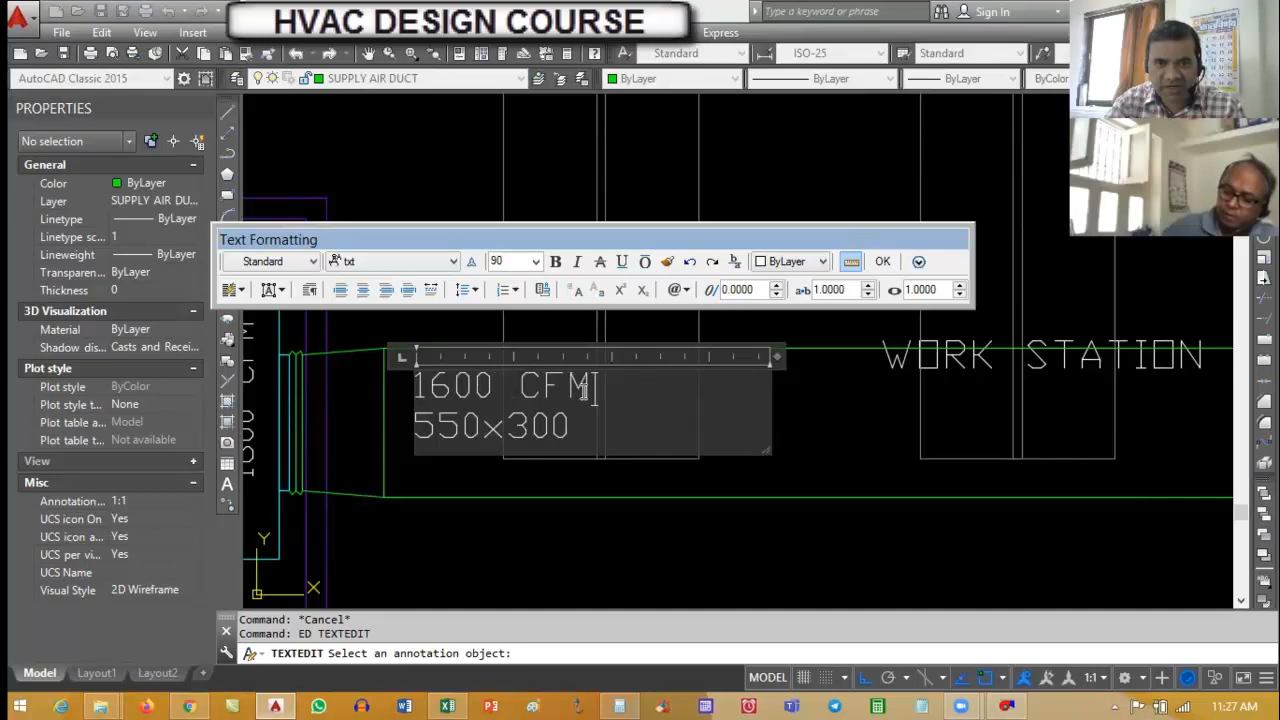 HVAC DESIGN COURSE
Type a keyword or phrase
Sign In
File
Edit
View
Insert
Express
Standard
ISO-25
Standard
AutoCAD Classic 2015
SUPPLY AIR DUCT
ByLayer
ByLayer
ByLayer
ByColor
PROPERTIES
No selection
General
Color ByLayer
Layer SUPPLY AIR DUCT
Linetype ByLayer
Linetype sc... 1
Lineweight ByLayer
Transparen... ByLayer
Thickness 0
3D Visualization
Material ByLayer
Shadow dis... Casts and Recei...
Plot style
Plot style ByColor
Plot style t... None
Plot table a... Model
Plot table t... Not available
View
Misc
Annotation... 1:1
UCS icon On Yes
UCS icon a... Yes
UCS per vi... Yes
UCS Name
Visual Style 2D Wireframe
Text Formatting
Standard
txt
90
B I A U O
ByLayer
OK
@
0/ 0.0000
a•b 1.0000
1.0000
1600 CFM
550x300
WORK STATION
Y
X
Command: *Cancel*
Command: ED TEXTEDIT
TEXTEDIT Select an annotation object:
Model
Layout1
Layout2
+
MODEL
1:1
11:27 AM